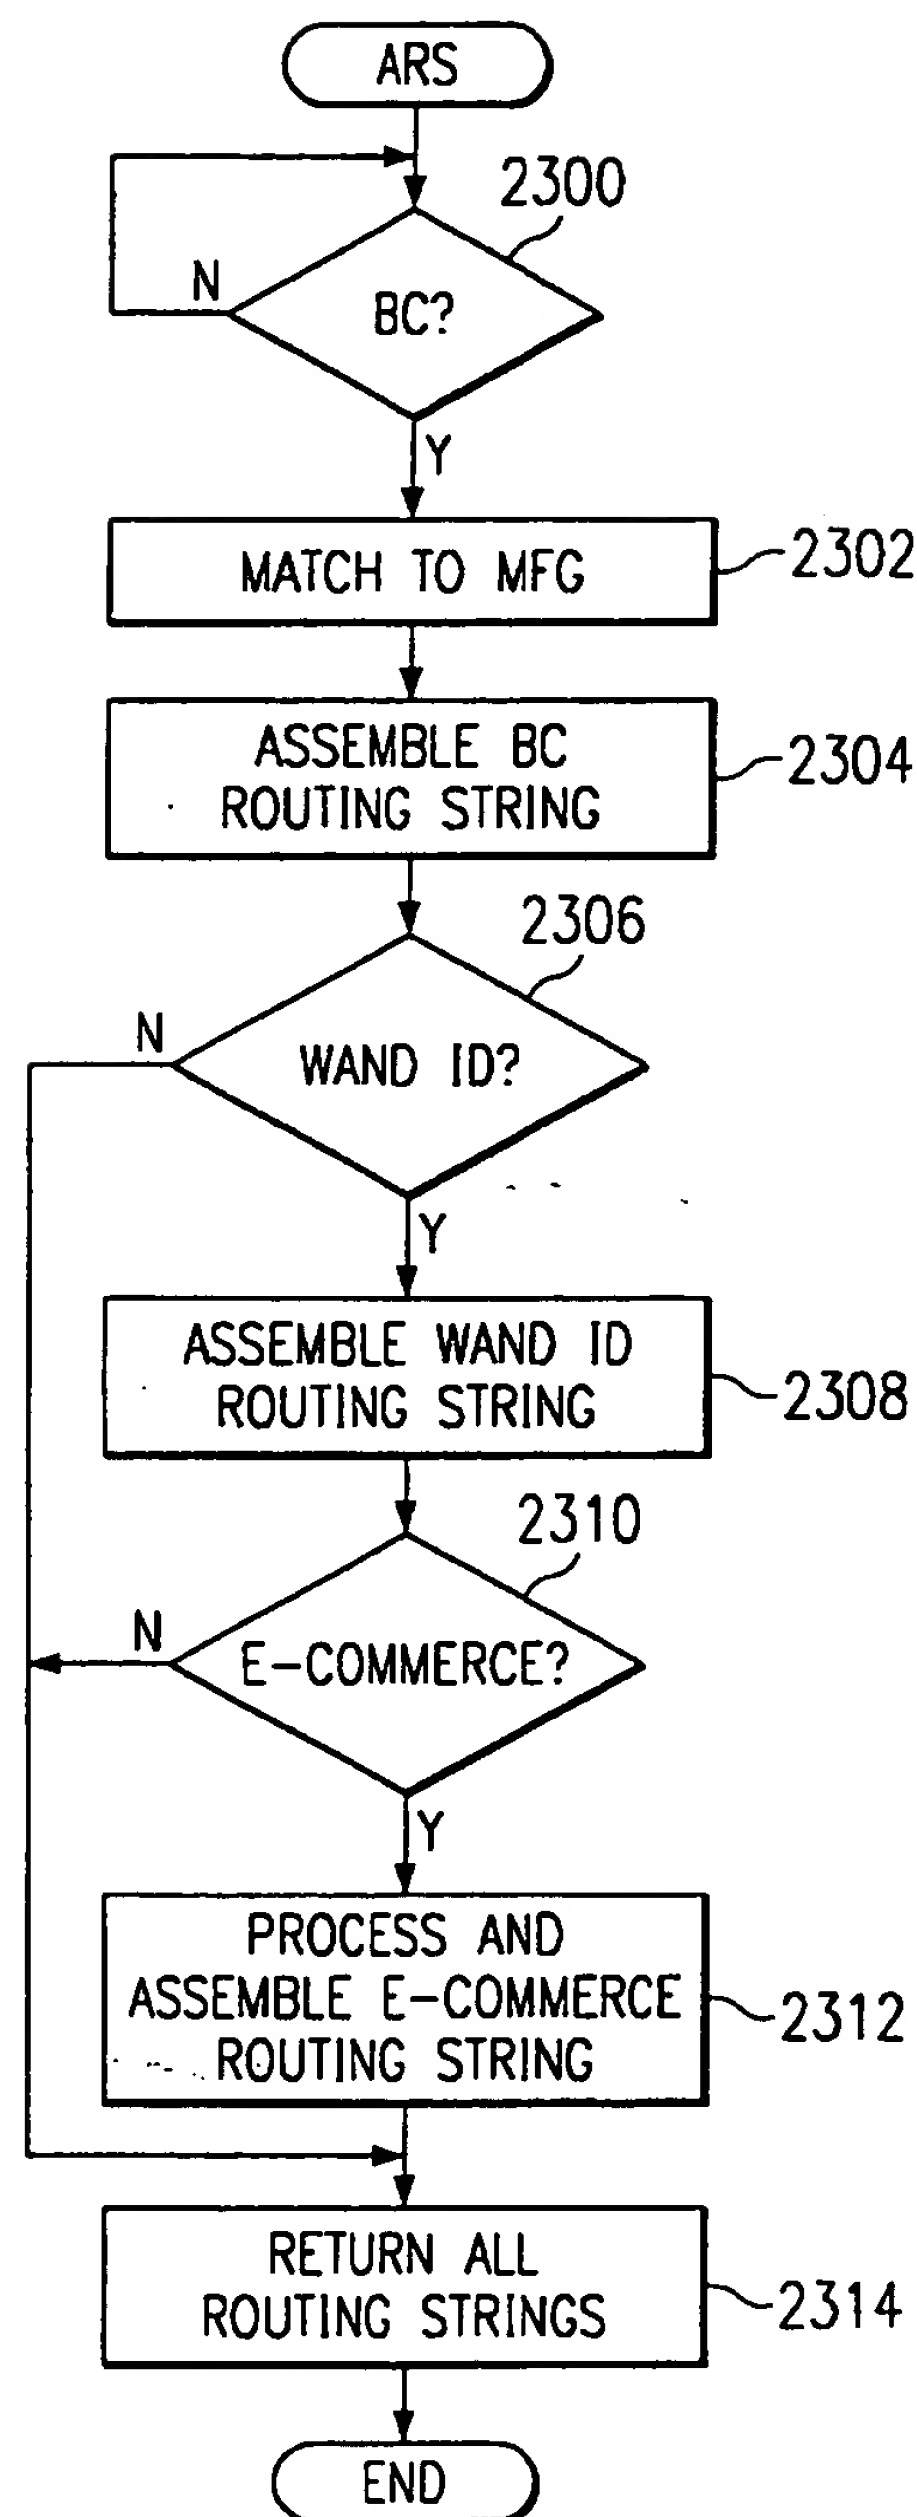 ARS
2300
N
BC?
Y
MATCH TO MFG
2302
ASSEMBLE BC
ROUTING STRING
2304
2306
N
WAND ID?
Y
ASSEMBLE WAND ID
ROUTING STRING
2308
2310
N
E-COMMERCE?
Y
PROCESS AND
ASSEMBLE E-COMMERCE
ROUTING STRING
2312
RETURN ALL
ROUTING STRINGS
2314
END